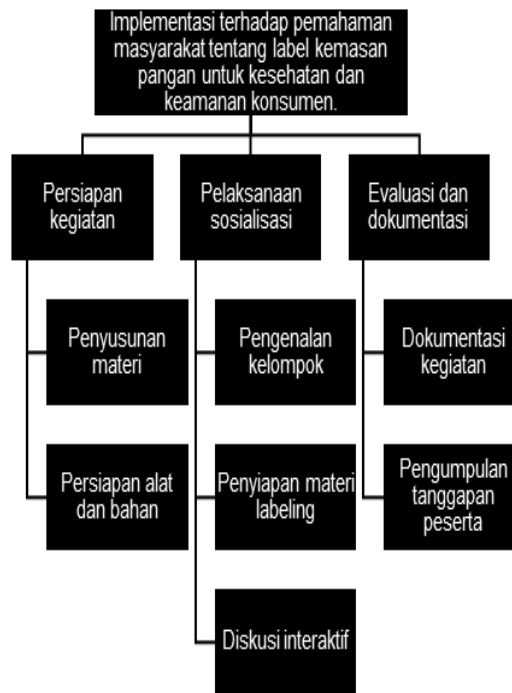 Implementasi terhadap pemahaman
masyarakat tentang label kemasan
pangan untuk kesehatan dan
keamanan konsumen.
Persiapan
kegiatan
Penyusunan
materi
Persiapan alat
dan bahan
Pelaksanaan
sosialisasi
Pengenalan
kelompok
Penyiapan materi
labeling
Diskusi interaktif
Evaluasi dan
dokumentasi
Dokumentasi
kegiatan
Pengumpulan
tanggapan
peserta